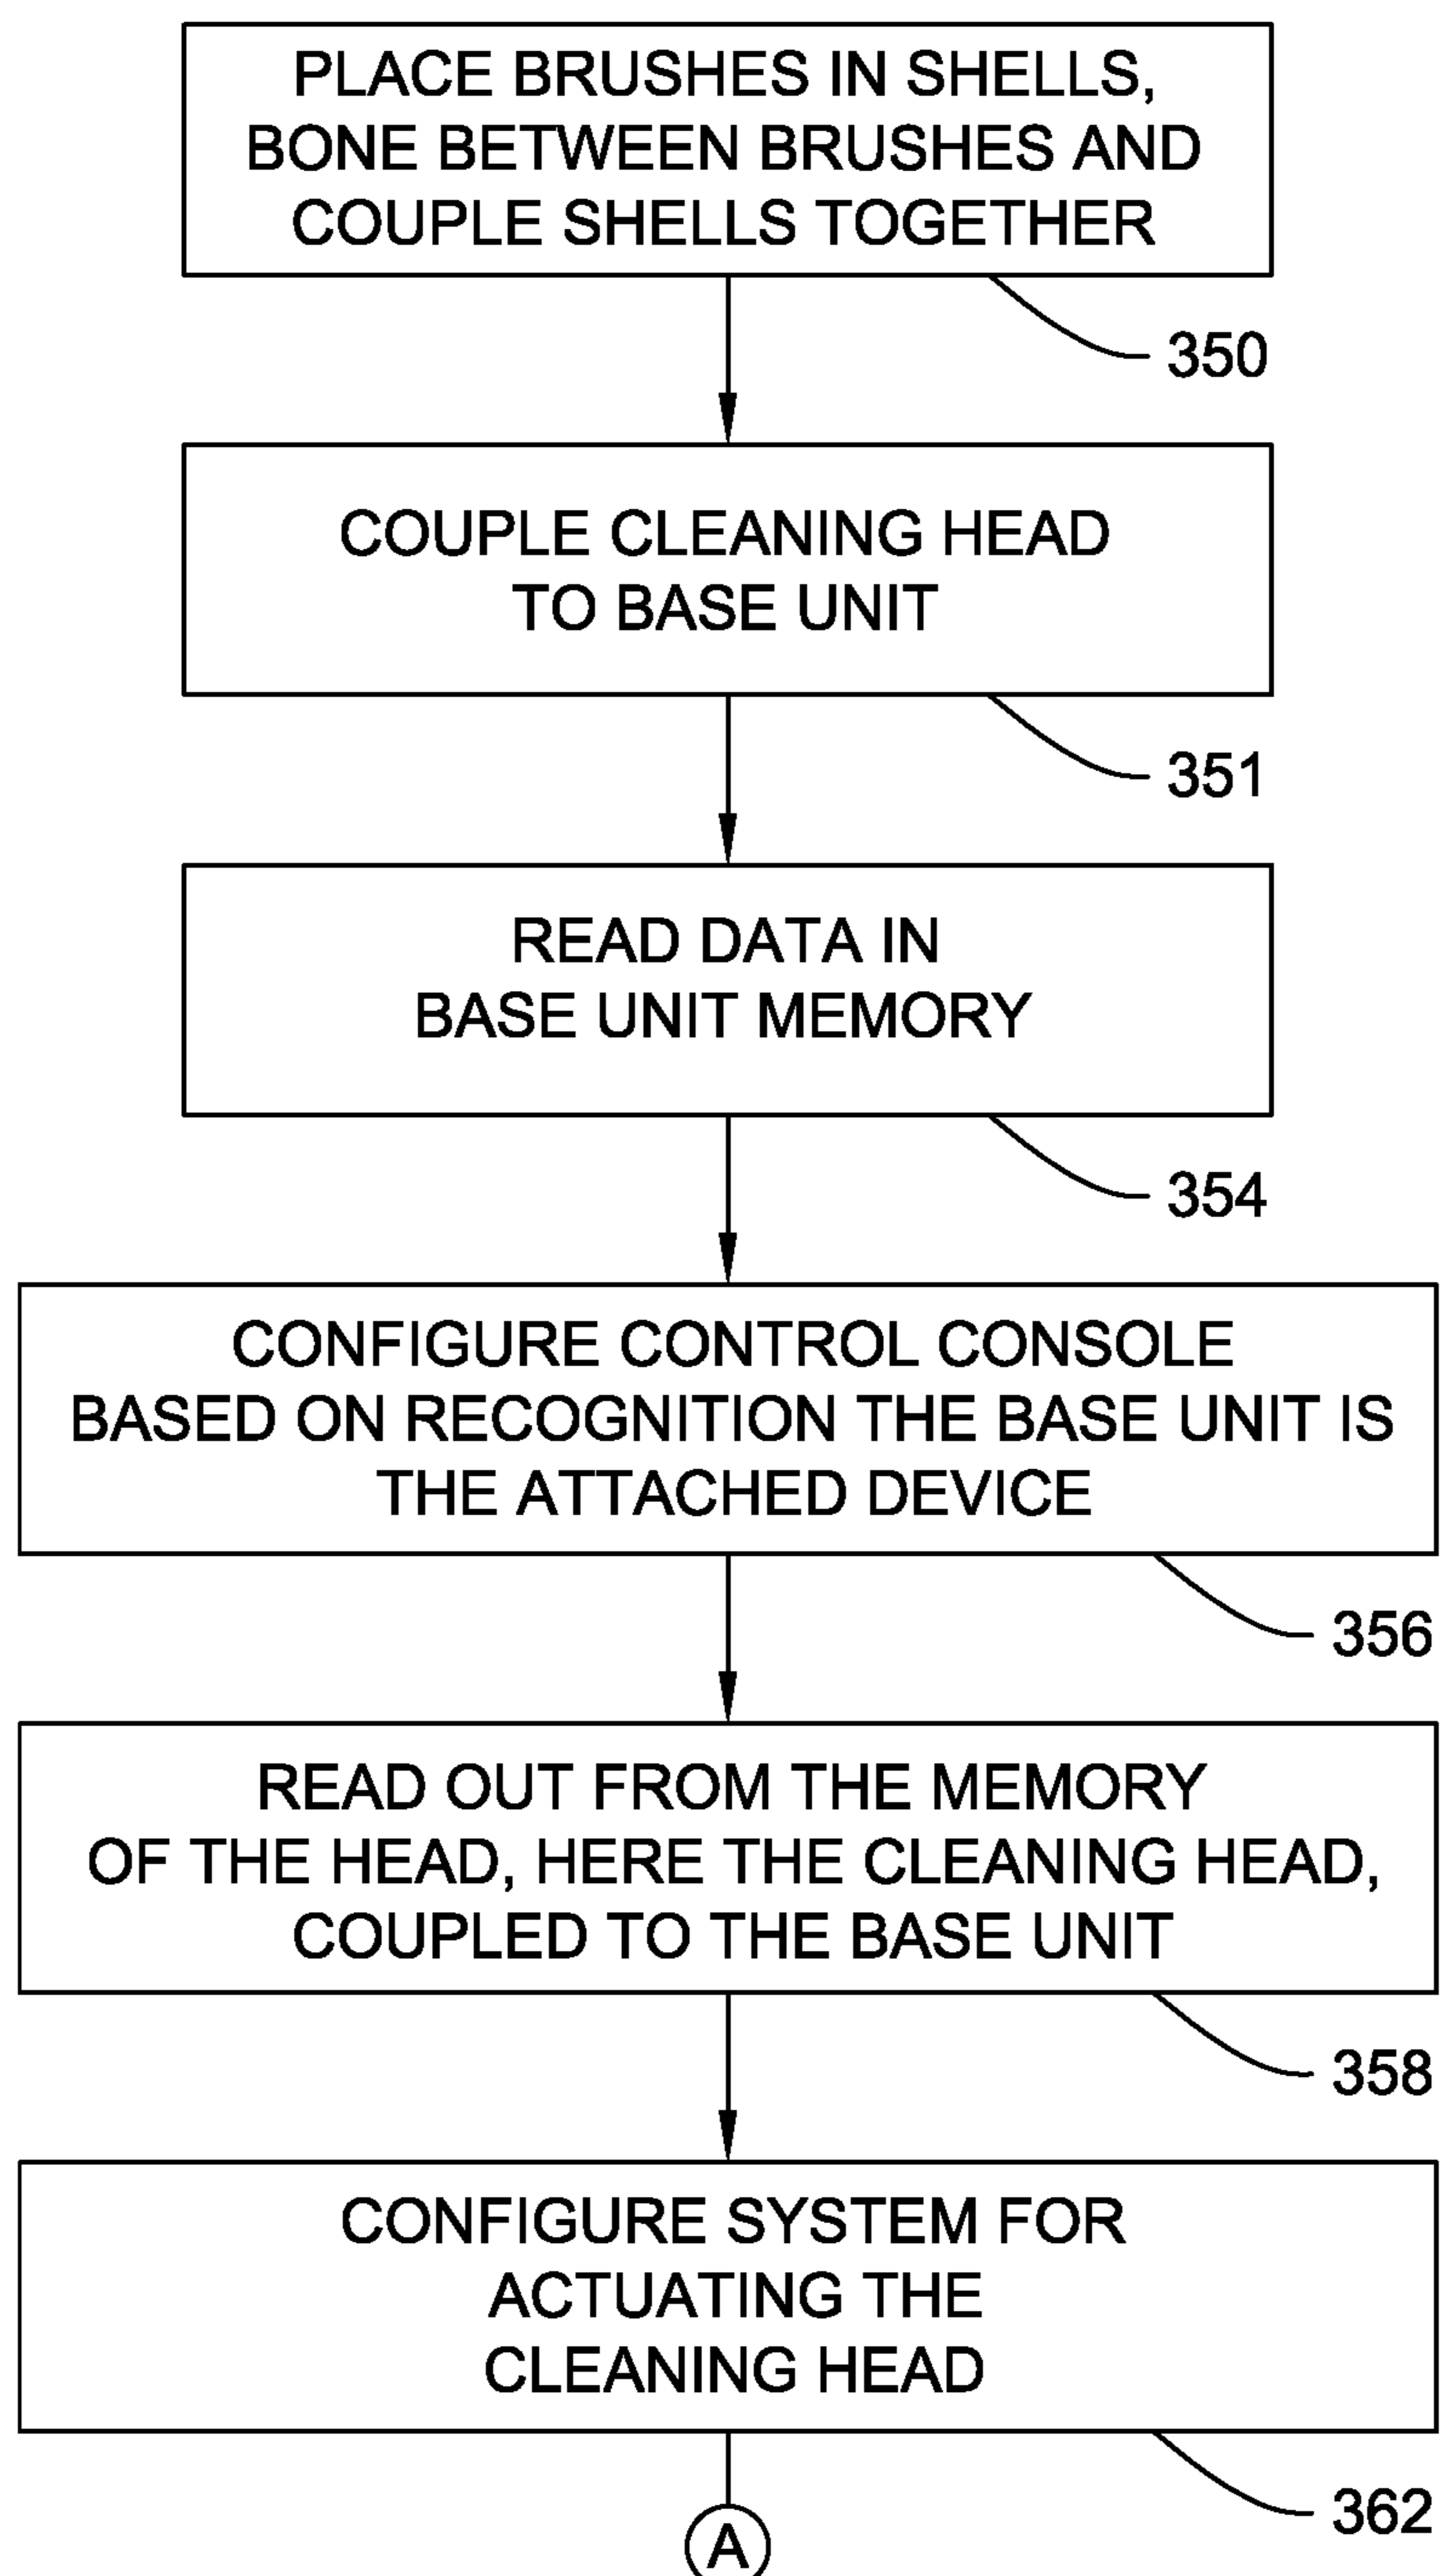 PLACE BRUSHES IN SHELLS,
BONE BETWEEN BRUSHES AND
COUPLE SHELLS TOGETHER
350
COUPLE CLEANING HEAD
TO BASE UNIT
351
READ DATA IN
BASE UNIT MEMORY
354
CONFIGURE CONTROL CONSOLE
BASED ON RECOGNITION THE BASE UNIT IS
THE ATTACHED DEVICE
356
READ OUT FROM THE MEMORY
OF THE HEAD, HERE THE CLEANING HEAD,
COUPLED TO THE BASE UNIT
358
CONFIGURE SYSTEM FOR
ACTUATING THE
CLEANING HEAD
362
A